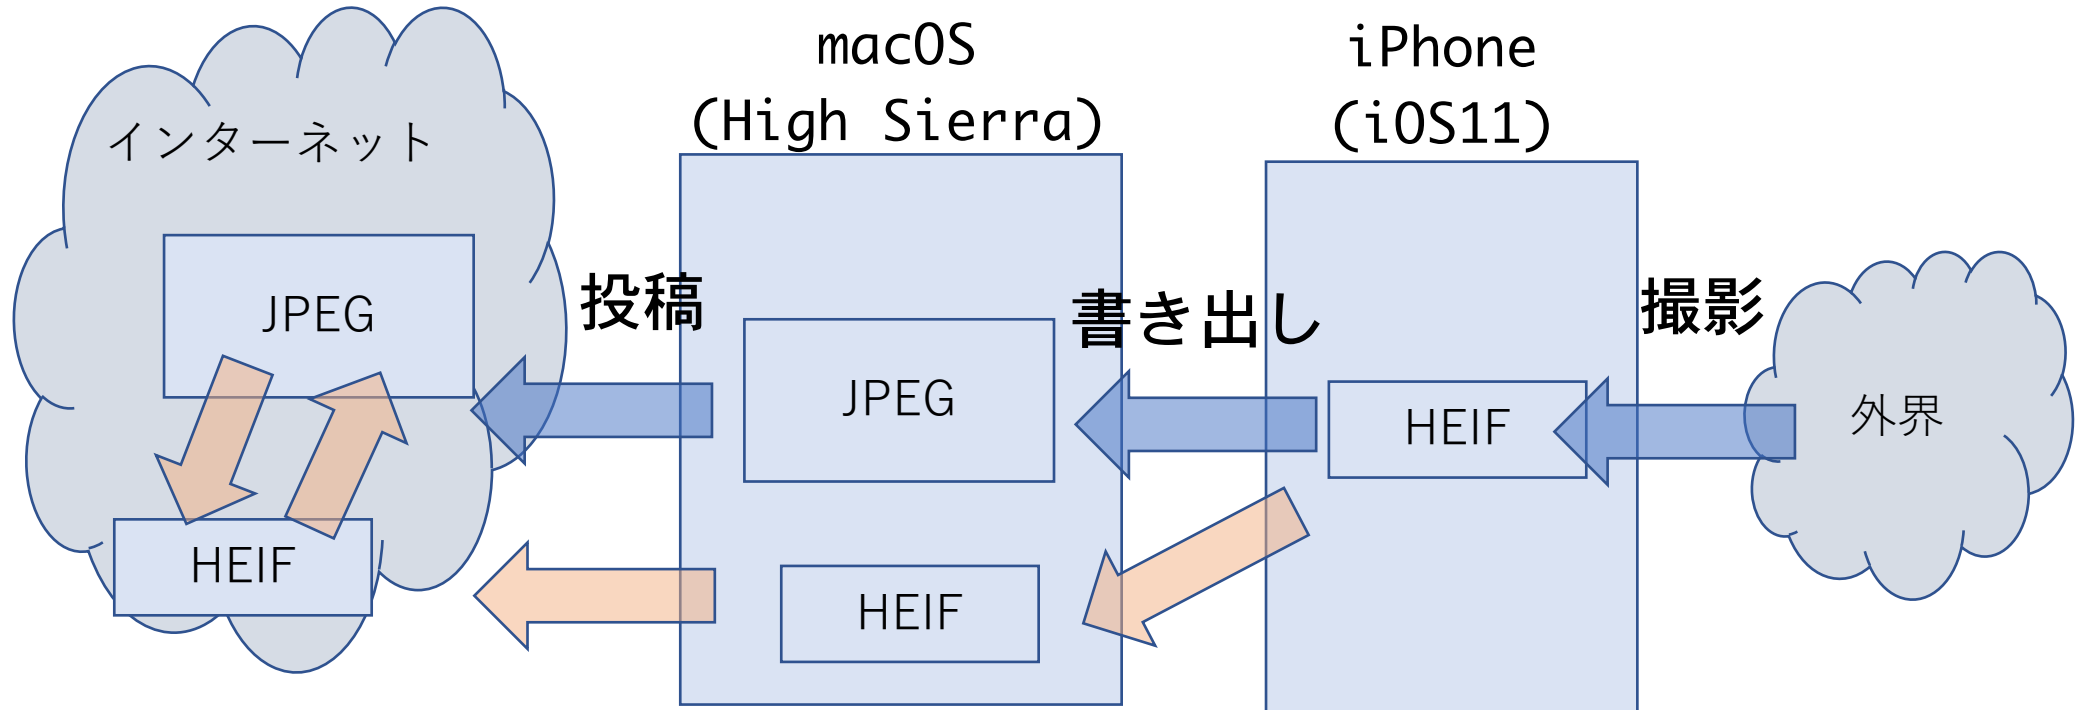 macOS
(High Sierra)
iPhone
(iOS11)
インターネット
JPEG
投稿
JPEG
書き出し
HEIF
撮影
外界
HEIF
HEIF